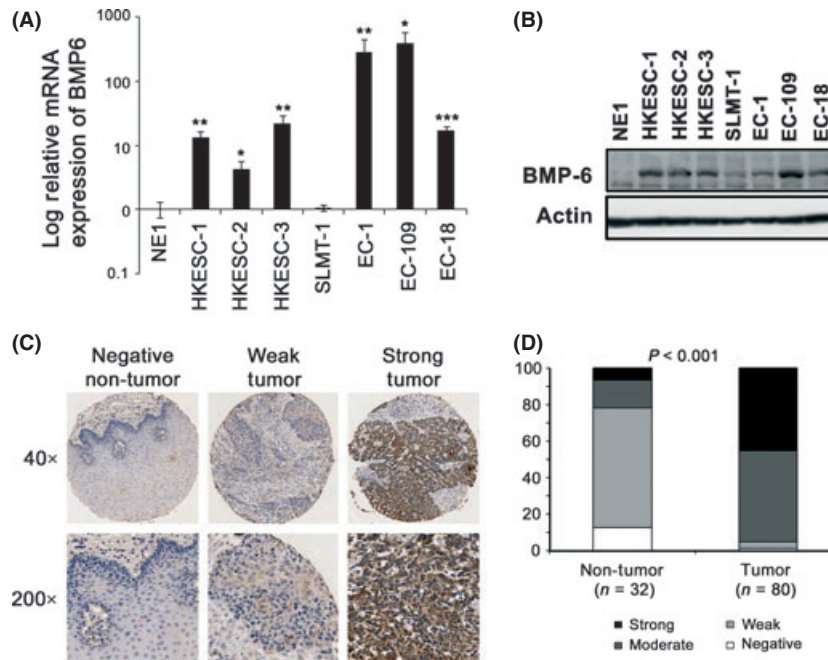 (A)
Log relative mRNA
expression of BMP6
1000
100
10
0
0.1
**
*
**
**
*
***
NE1
HKESC-1
HKESC-2
HKESC-3
SLMT-1
EC-1
EC-109
EC-18
(B)
NE1
HKESC-1
HKESC-2
HKESC-3
SLMT-1
EC-1
EC-109
EC-18
BMP-6
Actin
(C)
Negative
non-tumor
Weak
tumor
Strong
tumor
40×
200×
(D)
P < 0.001
100
80
60
40
20
0
Non-tumor
(n = 32)
Tumor
(n = 80)
Strong
Weak
Moderate
Negative